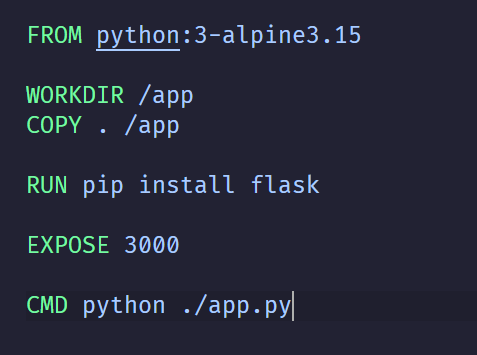 FROM python:3-alpine3.15
WORKDIR /app
COPY . /app
RUN pip install flask
EXPOSE 3000
CMD python ./app.py